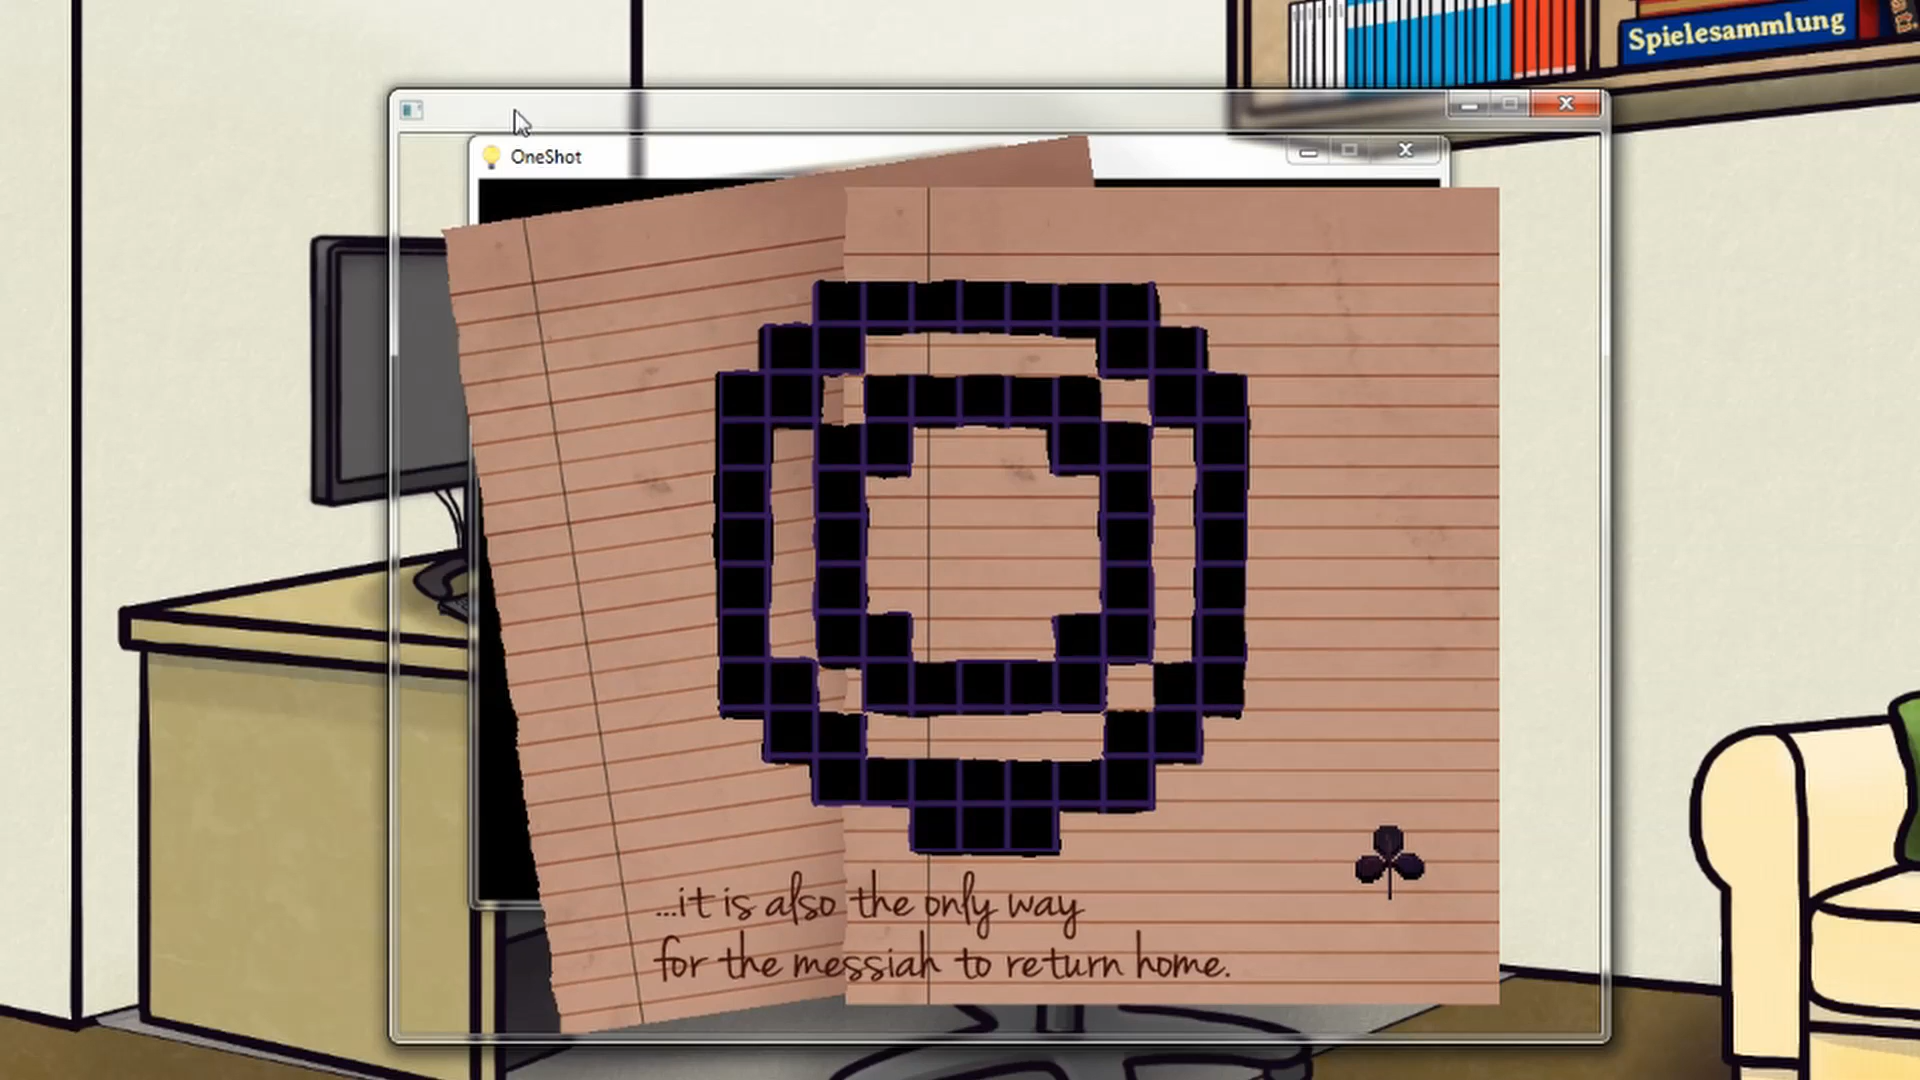 Spielesammlung
OneShot
...it is also the only way
for the messiah to return home.